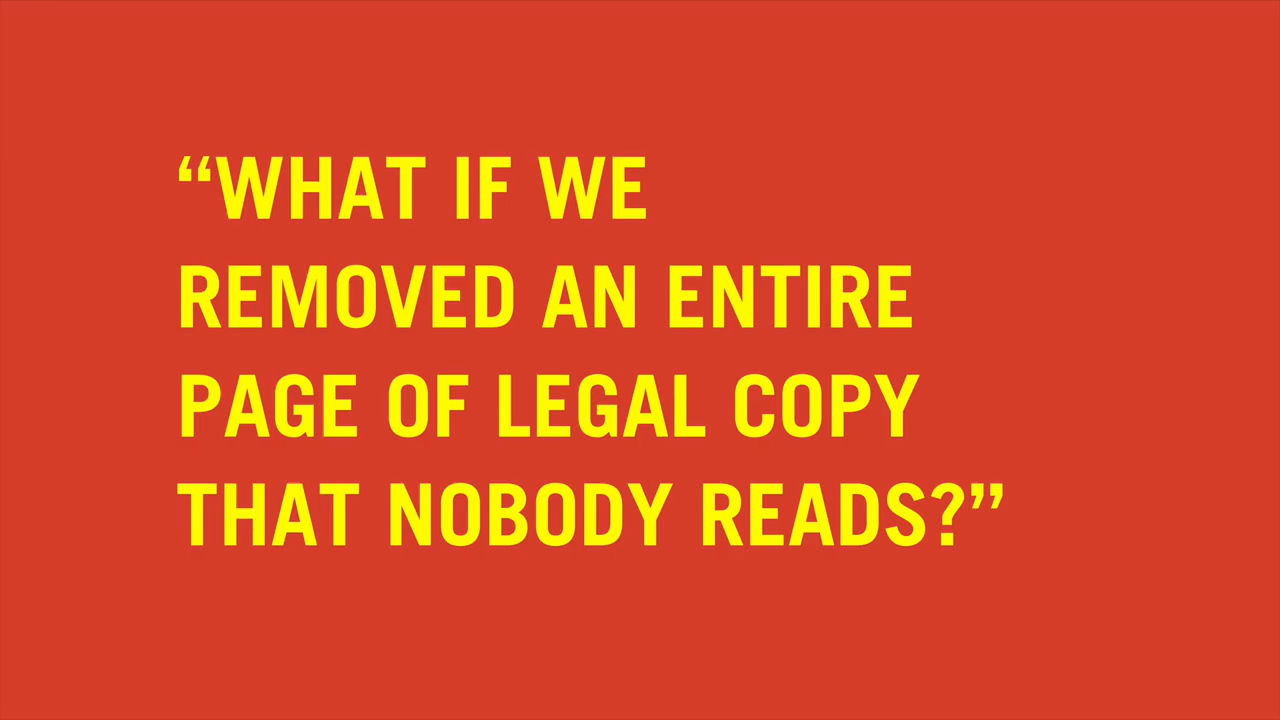 “WHAT IF WE
REMOVED AN ENTIRE
PAGE OF LEGAL COPY
THAT NOBODY READS?”